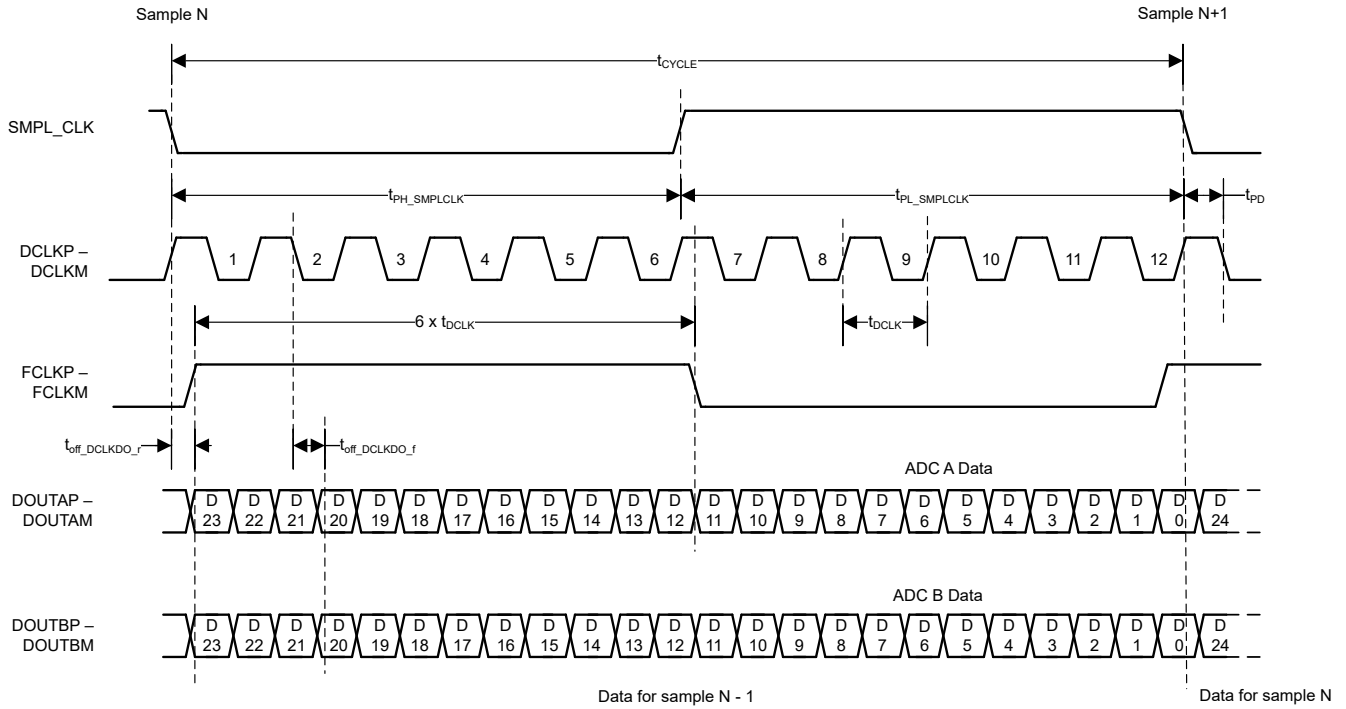 Sample N Sample N+1
tCYCLE
SMPL_CLK
tPH_SMPLCLK tPL_SMPLCLK tPD
DCLKP –
DCLKM
1 2 3 4 5 6 7 8 9 10 11 12
6 x tDCLK tDCLK
FCLKP –
FCLKM
toff_DCLKDO_r toff_DCLKDO_f
ADC A Data
DOUTAP –
DOUTAM
D D D D D D D D D D D D D D D D D D D D D D D D D
23 22 21 20 19 18 17 16 15 14 13 12 11 10 9 8 7 6 5 4 3 2 1 0 24
ADC B Data
DOUTBP –
DOUTBM
D D D D D D D D D D D D D D D D D D D D D D D D D
23 22 21 20 19 18 17 16 15 14 13 12 11 10 9 8 7 6 5 4 3 2 1 0 24
Data for sample N - 1 Data for sample N